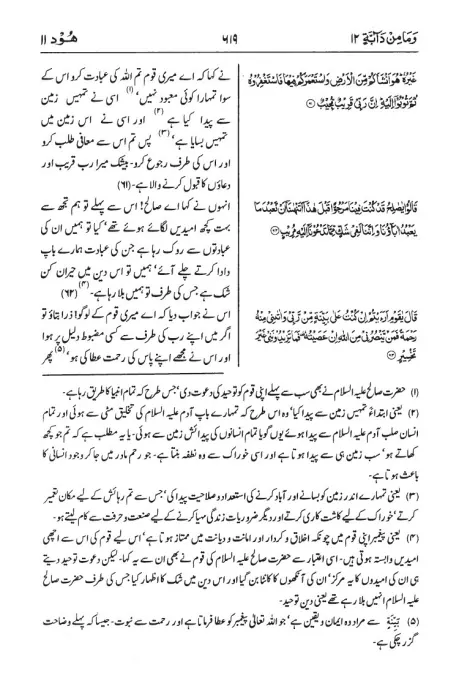 وما من دآبۃ ۱۲
۶۱۹
ھود ۱۱
غَيْرُهٗ هُوَ اَنْشَاَكُمْ مِّنَ الْاَرْضِ وَاسْتَعْمَرَكُمْ فِيْهَا فَاسْتَغْفِرُوْهُ
ثُمَّ تُوْبُوْٓا اِلَيْهِ اِنَّ رَبِّيْ قَرِيْبٌ مُّجِيْبٌ ۝۶۱
قَالُوْا يٰصٰلِحُ قَدْ كُنْتَ فِيْنَا مَرْجُوًّا قَبْلَ هٰذَآ اَتَنْهٰىنَآ اَنْ نَّعْبُدَ مَا
يَعْبُدُ اٰبَآؤُنَا وَاِنَّنَا لَفِيْ شَكٍّ مِّمَّا تَدْعُوْنَآ اِلَيْهِ مُرِيْبٍ ۝۶۲
قَالَ يٰقَوْمِ اَرَءَيْتُمْ اِنْ كُنْتُ عَلٰى بَيِّنَةٍ مِّنْ رَّبِّيْ وَاٰتٰىنِيْ مِنْهُ
رَحْمَةً فَمَنْ يَّنْصُرُنِيْ مِنَ اللّٰهِ اِنْ عَصَيْتُهٗ فَمَا تَزِيْدُوْنَنِيْ غَيْرَ
تَخْسِيْرٍ ۝۶۳
نے کہا کہ اے میری قوم تم اللہ کی عبادت کرو اس کے
سوا تمہارا کوئی معبود نہیں، (۱) اسی نے تمہیں زمین
سے پیدا کیا ہے (۲) اور اسی نے اس زمین میں
تمہیں بسایا ہے، (۳) پس تم اس سے معافی طلب کرو
اور اس کی طرف رجوع کرو۔ بیشک میرا رب قریب اور
دعاؤں کا قبول کرنے والا ہے۔ (۶۱)
انہوں نے کہا اے صالح! اس سے پہلے تو ہم تجھ سے
بہت کچھ امیدیں لگائے ہوئے تھے، کیا تو ہمیں ان کی
عبادتوں سے روک رہا ہے جن کی عبادت ہمارے باپ
دادا کرتے چلے آئے، ہمیں تو اس دین میں حیران کن
شک ہے جس کی طرف تو ہمیں بلا رہا ہے۔ (۴) (۶۲)
اس نے جواب دیا کہ اے میری قوم کے لوگو! ذرا بتاؤ تو
اگر میں اپنے رب کی طرف سے کسی مضبوط دلیل پر ہوا
اور اس نے مجھے اپنے پاس کی رحمت عطا کی ہو، (۵) پھر
(۱) حضرت صالح علیہ السلام نے بھی سب سے پہلے اپنی قوم کو توحید کی دعوت دی، جس طرح کہ تمام انبیا کا طریق رہا ہے۔
(۲) یعنی ابتداءً تمہیں زمین سے پیدا کیا، وہ اس طرح کہ تمہارے باپ آدم علیہ السلام کی تخلیق مٹی سے ہوئی اور تمام
انسان صلب آدم علیہ السلام سے پیدا ہوئے یوں گویا تمام انسانوں کی پیدائش زمین سے ہوئی۔ یا یہ مطلب ہے کہ تم جو کچھ
کھاتے ہو، سب زمین ہی سے پیدا ہوتا ہے اور اسی خوراک سے وہ نطفہ بنتا ہے۔ جو رحم مادر میں جا کر وجود انسانی کا
باعث ہوتا ہے۔
(۳) یعنی تمہارے اندر زمین کو بسانے اور آباد کرنے کی استعداد و صلاحیت پیدا کی، جس سے تم رہائش کے لیے مکان تعمیر
کرتے، خوراک کے لیے کاشت کاری کرتے اور دیگر ضروریات زندگی مہیا کرنے کے لیے صنعت و حرفت سے کام لیتے ہو۔
(۴) یعنی پیغمبر اپنی قوم میں چونکہ اخلاق و کردار اور امانت و دیانت میں ممتاز ہوتا ہے، اس لیے قوم کی اس سے اچھی
امیدیں وابستہ ہوتی ہیں۔ اسی اعتبار سے حضرت صالح علیہ السلام کی قوم نے بھی ان سے یہ کہا۔ لیکن دعوت توحید دیتے
ہی ان کی امیدوں کا یہ مرکز، ان کی آنکھوں کا کانٹا بن گیا اور اس دین میں شک کا اظہار کیا جس کی طرف حضرت صالح
علیہ السلام انہیں بلا رہے تھے یعنی دین توحید۔
(۵) بَيِّنَةٌ سے مراد وہ ایمان و یقین ہے، جو اللہ تعالیٰ پیغمبر کو عطا فرماتا ہے اور رحمت سے نبوت۔ جیسا کہ پہلے وضاحت
گزر چکی ہے۔